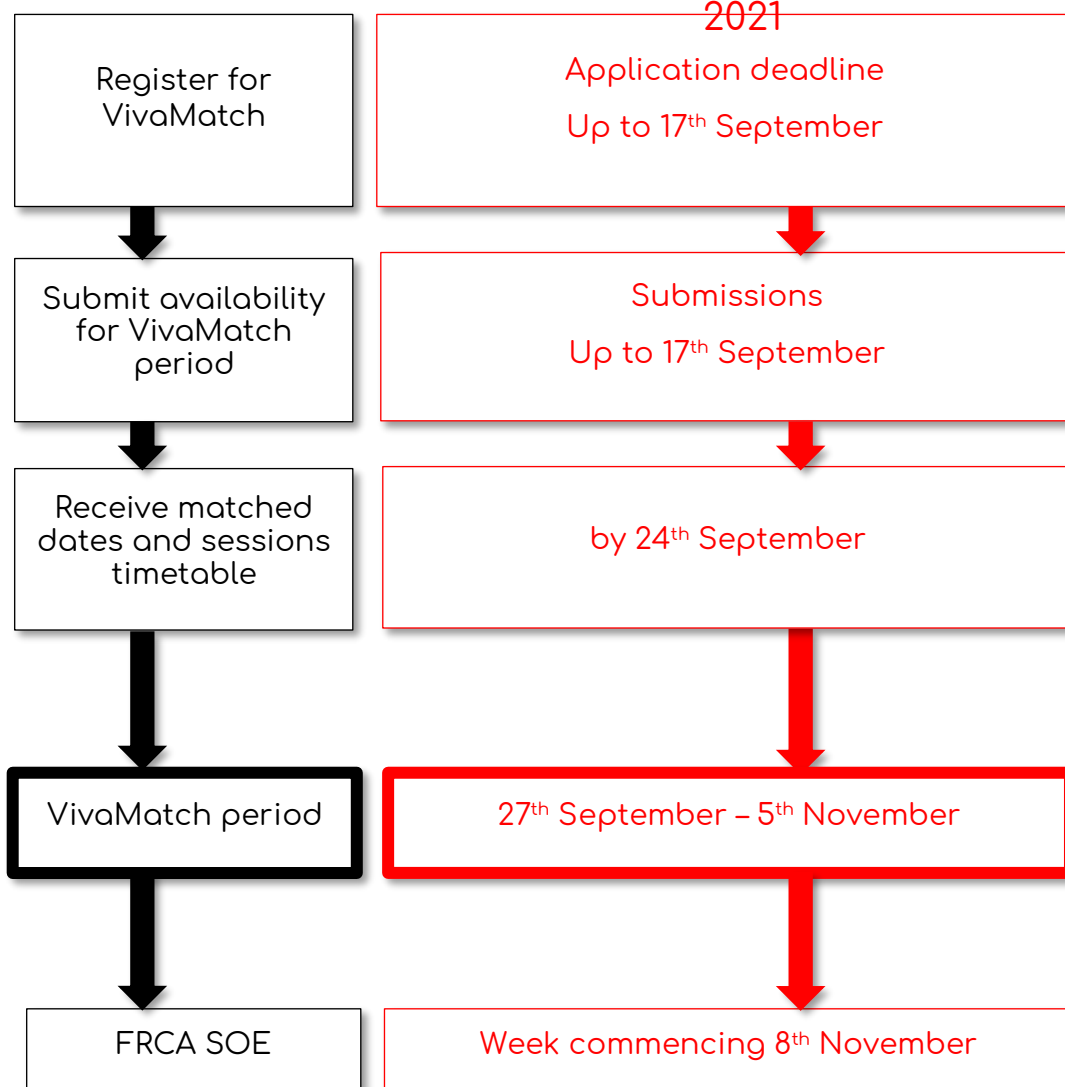 2021
Register for
VivaMatch
Application deadline
Up to 17th September
Submit availability
for VivaMatch
period
Submissions
Up to 17th September
Receive matched
dates and sessions
timetable
by 24th September
VivaMatch period
27th September – 5th November
FRCA SOE
Week commencing 8th November